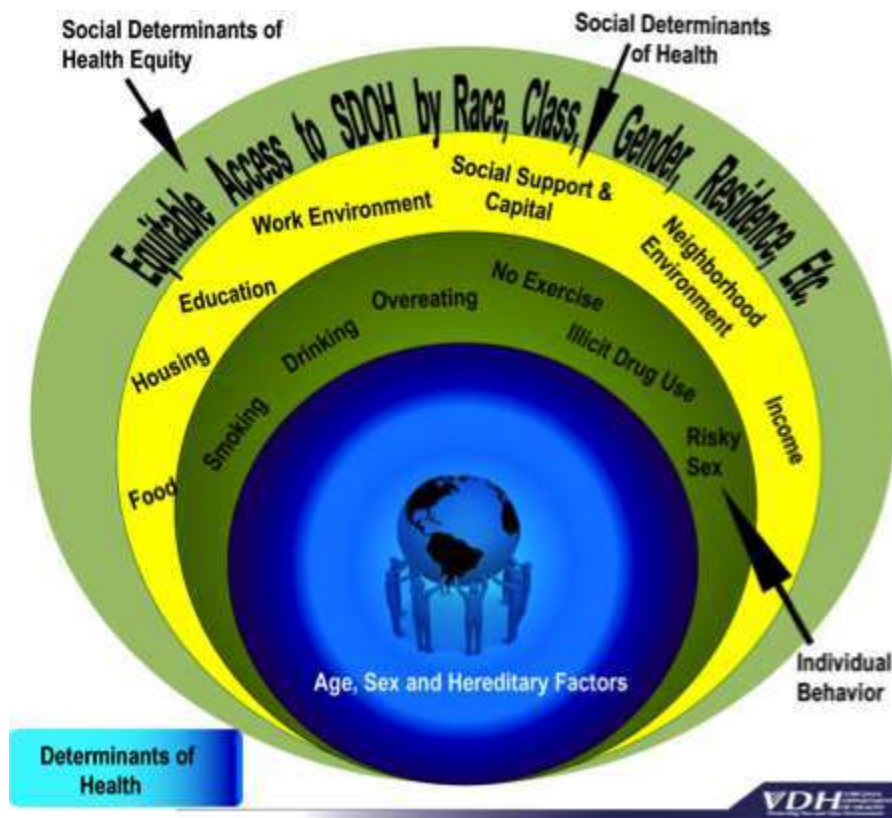 Social Determinants of
Health Equity
Social Determinants
of Health
Equitable Access to SDOH by Race, Class, Gender, Residence, Etc.
Work Environment
Social Support &
Capital
Neighborhood
Environment
Education
Housing
Food
Income
No Exercise
Overeating
Drinking
Illicit Drug Use
Smoking
Risky
Sex
Age, Sex and Hereditary Factors
Individual
Behavior
Determinants of
Health
VDH